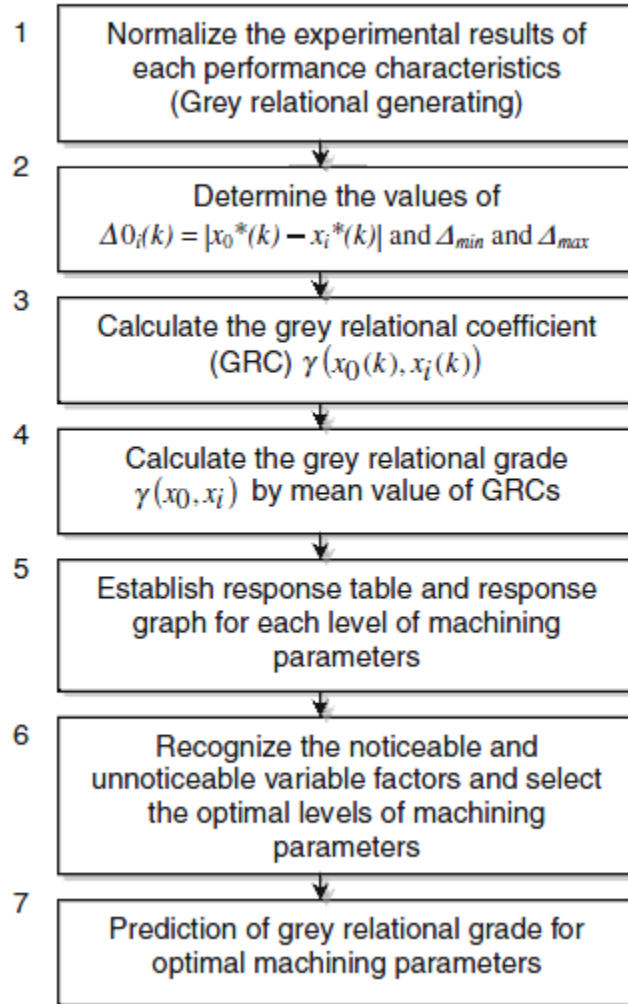 1
Normalize the experimental results of
each performance characteristics
(Grey relational generating)
2
Determine the values of
Δ0ᵢ(k) = |x₀*(k) − xᵢ*(k)| and Δₘᵢₙ and Δₘₐₓ
3
Calculate the grey relational coefficient
(GRC) γ(x₀(k), xᵢ(k))
4
Calculate the grey relational grade
γ(x₀, xᵢ) by mean value of GRCs
5
Establish response table and response
graph for each level of machining
parameters
6
Recognize the noticeable and
unnoticeable variable factors and select
the optimal levels of machining
parameters
7
Prediction of grey relational grade for
optimal machining parameters